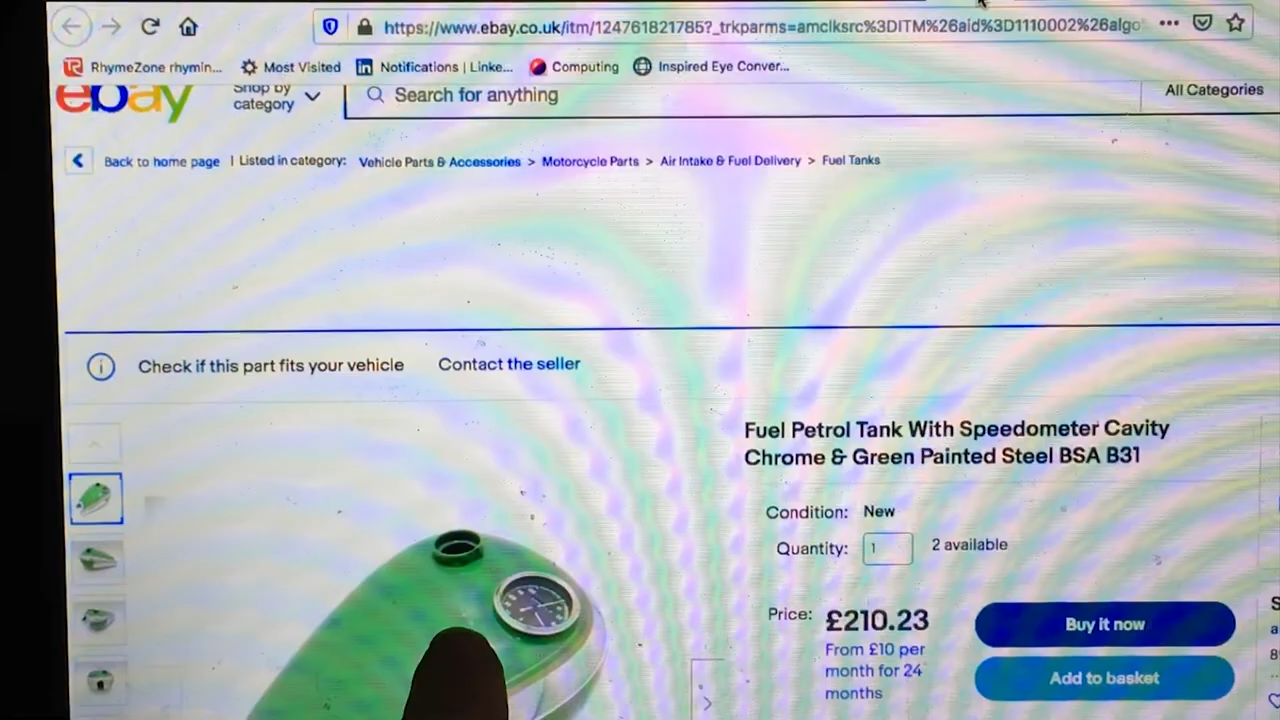 https://www.ebay.co.uk/itm/124761821785?_trkparms=amclksrc%3DITM%26aid%3D1110002%26algo
RhymeZone rhymin... Most Visited Notifications | Linke... Computing Inspired Eye Conver...
ebay Shop by category Search for anything All Categories
Back to home page | Listed in category: Vehicle Parts & Accessories > Motorcycle Parts > Air Intake & Fuel Delivery > Fuel Tanks
Check if this part fits your vehicle Contact the seller
Fuel Petrol Tank With Speedometer Cavity
Chrome & Green Painted Steel BSA B31
Condition: New
Quantity: 1 2 available
Price: £210.23 Buy it now
From £10 per
month for 24
months
Add to basket